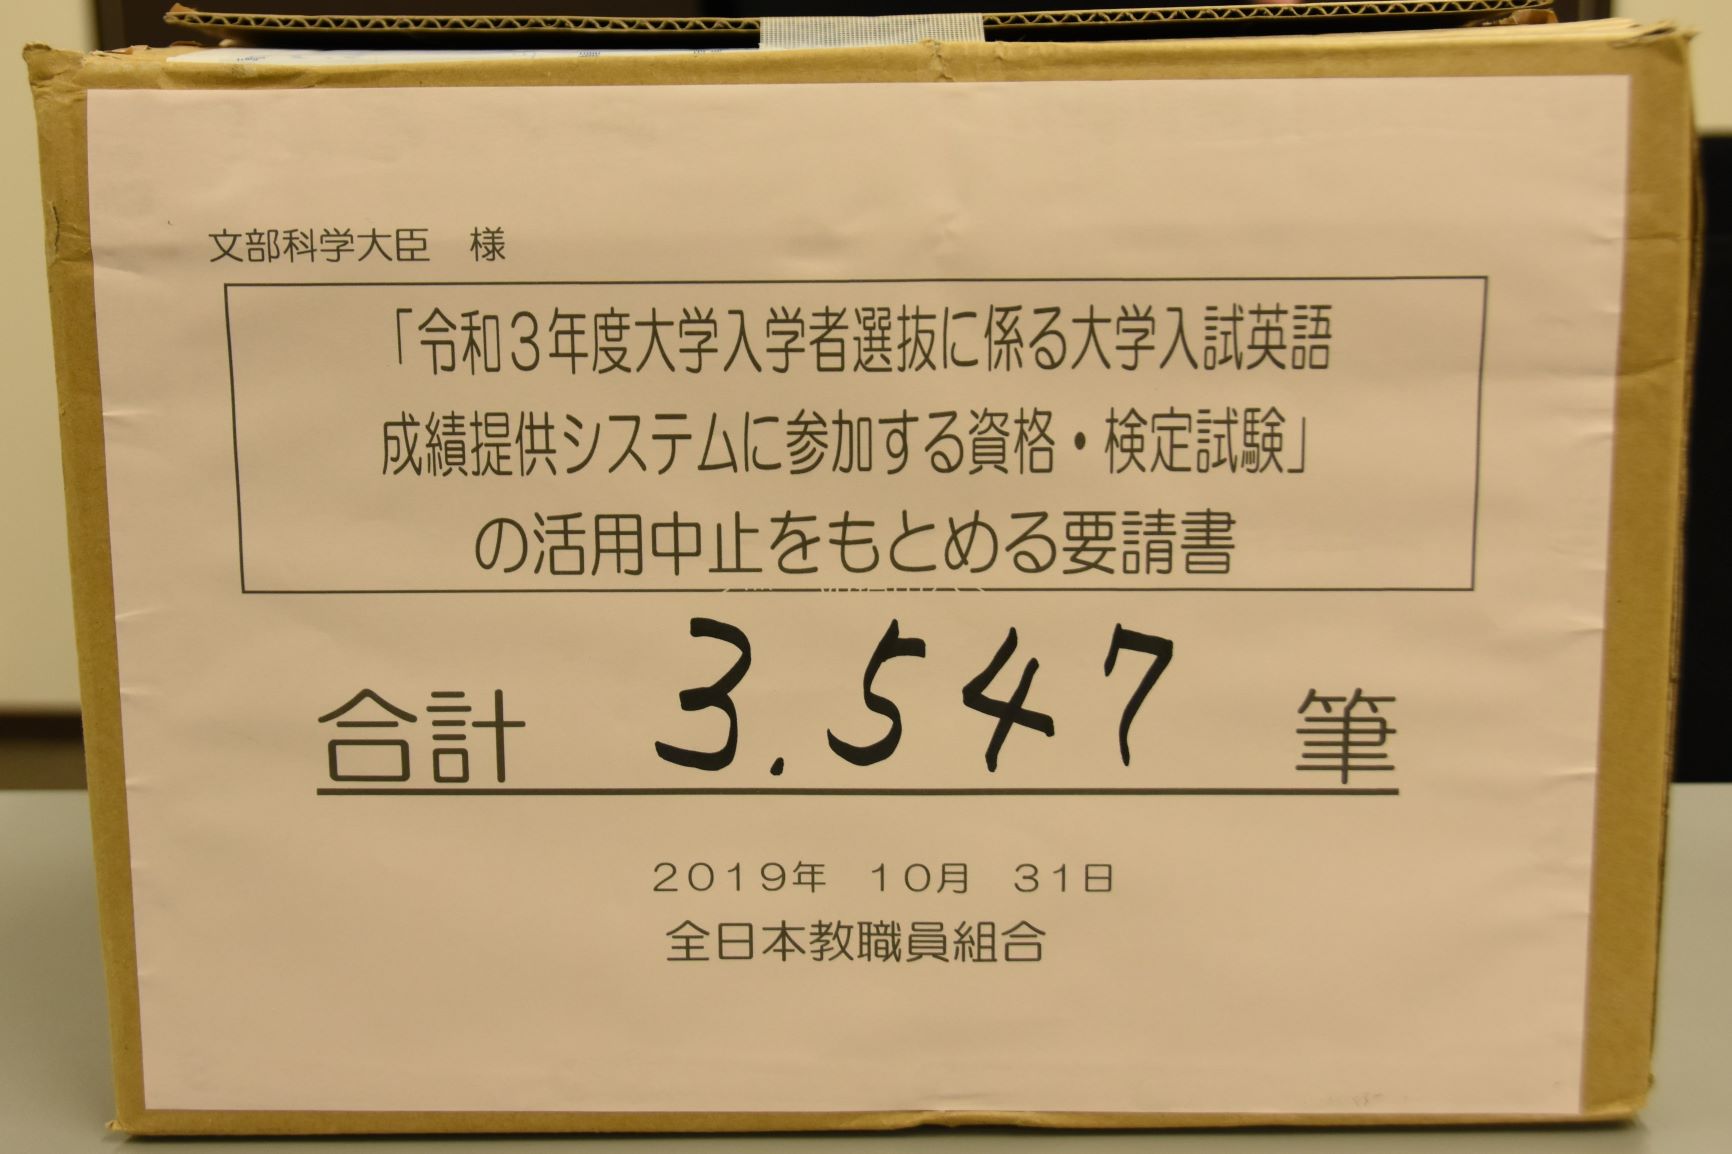 文部科学大臣　様
「令和３年度大学入学者選抜に係る大学入試英語
成績提供システムに参加する資格・検定試験」
の活用中止をもとめる要請書
合計　3.547　筆
２０１９年　１０月　３１日
全日本教職員組合